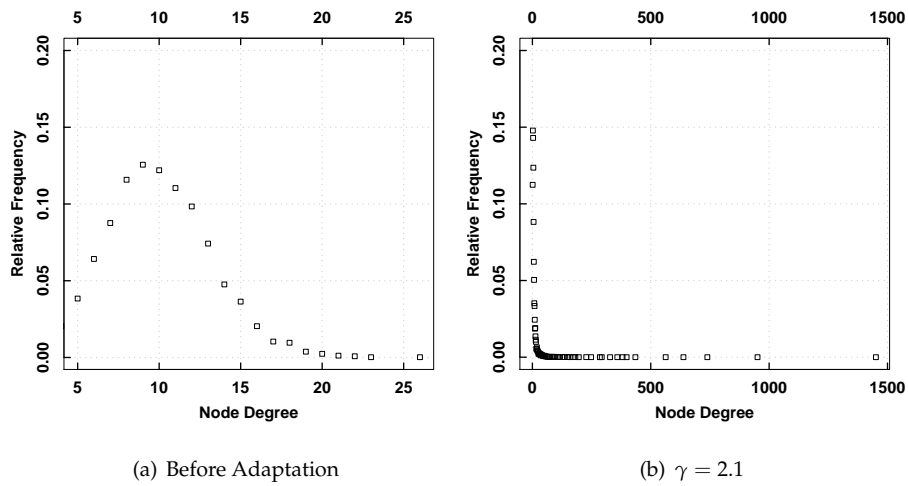 5 10 15 20 25
0.00 0.05 0.10 0.15 0.20
Relative Frequency
5 10 15 20 25
Node Degree
(a) Before Adaptation
0 500 1000 1500
0.00 0.05 0.10 0.15 0.20
Relative Frequency
0 500 1000 1500
Node Degree
(b) γ = 2.1